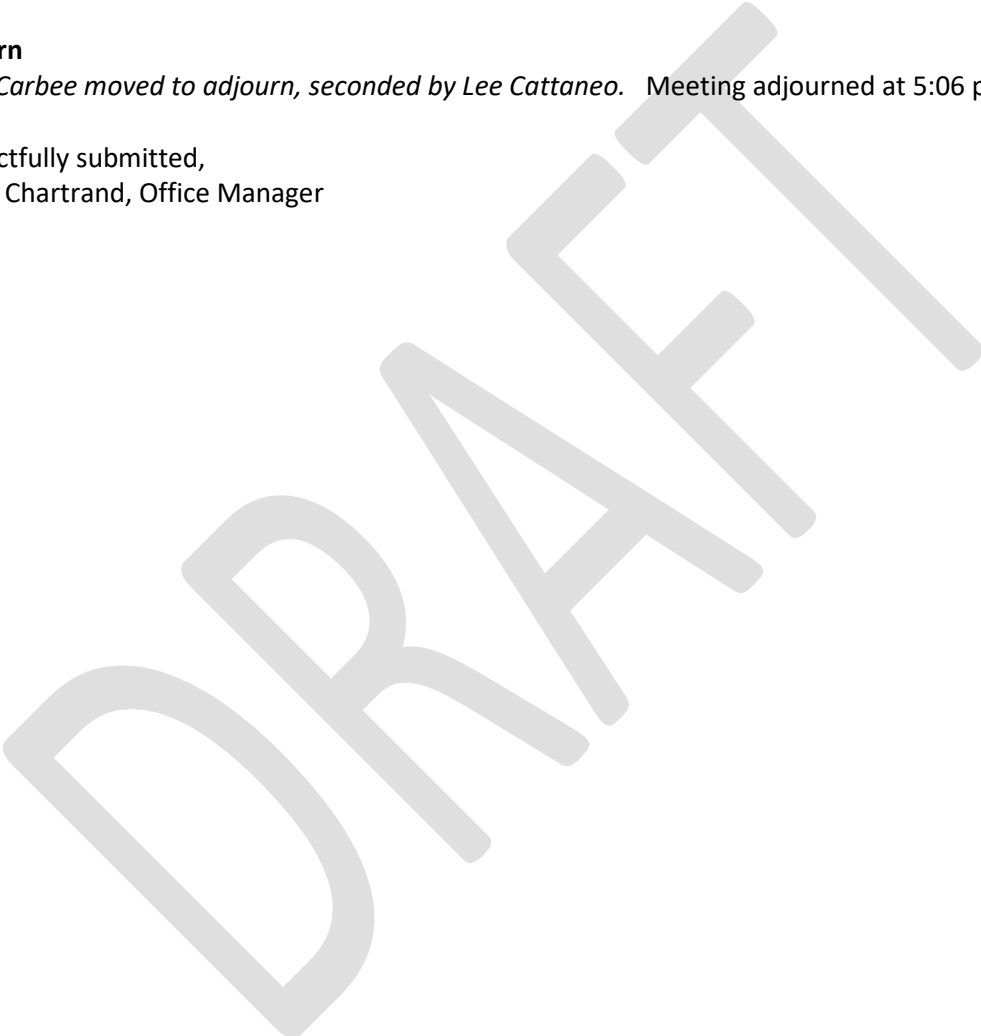 rn
Carbee moved to adjourn, seconded by Lee Cattaneo. Meeting adjourned at 5:06 p
ctfully submitted,
Chartrand, Office Manager
DRAFT